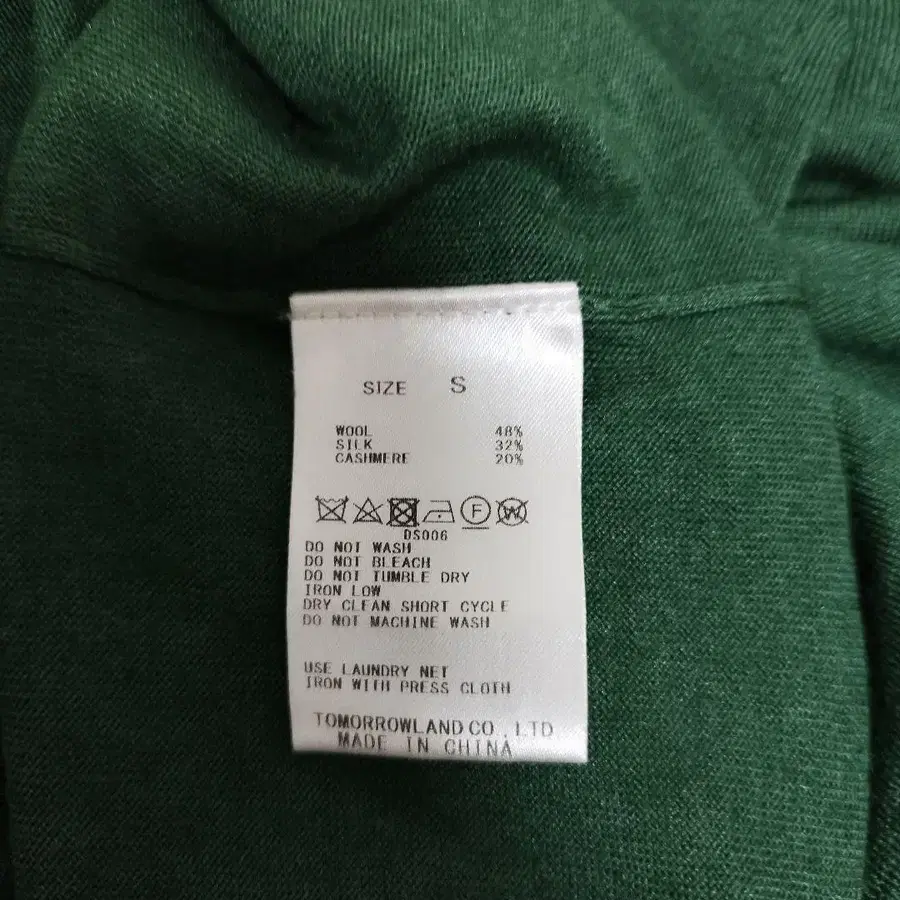 SIZE S
WOOL 48%
SILK 32%
CASHMERE 20%
F W
DS006
DO NOT WASH
DO NOT BLEACH
DO NOT TUMBLE DRY
IRON LOW
DRY CLEAN SHORT CYCLE
DO NOT MACHINE WASH
USE LAUNDRY NET
IRON WITH PRESS CLOTH
TOMORROWLAND CO.,LTD
MADE IN CHINA